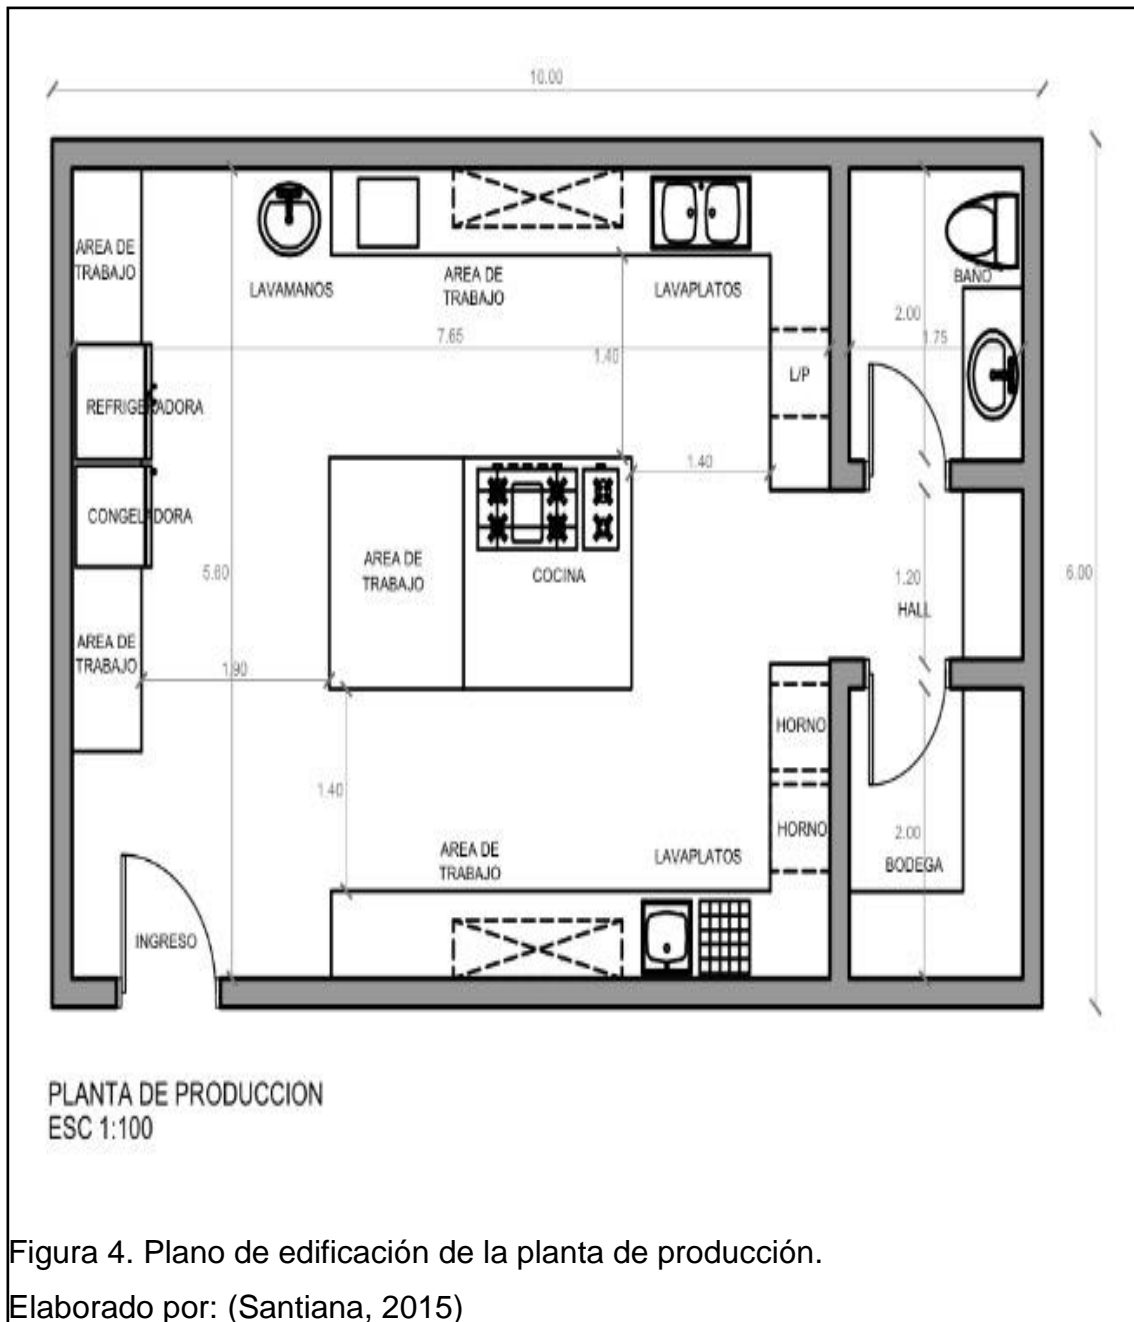 10.00
AREA DE
TRABAJO
LAVAMANOS
AREA DE
TRABAJO
LAVAPLATOS
BANO
2.00
1.75
7.65
1.40
L/P
REFRIGERADORA
1.40
CONGELADORA
AREA DE
TRABAJO
COCINA
5.60
1.20
HALL
6.00
AREA DE
TRABAJO
1.90
HORNO
1.40
HORNO
2.00
BODEGA
AREA DE
TRABAJO
LAVAPLATOS
INGRESO
PLANTA DE PRODUCCION
ESC 1:100
Figura 4. Plano de edificación de la planta de producción.
Elaborado por: (Santiana, 2015)